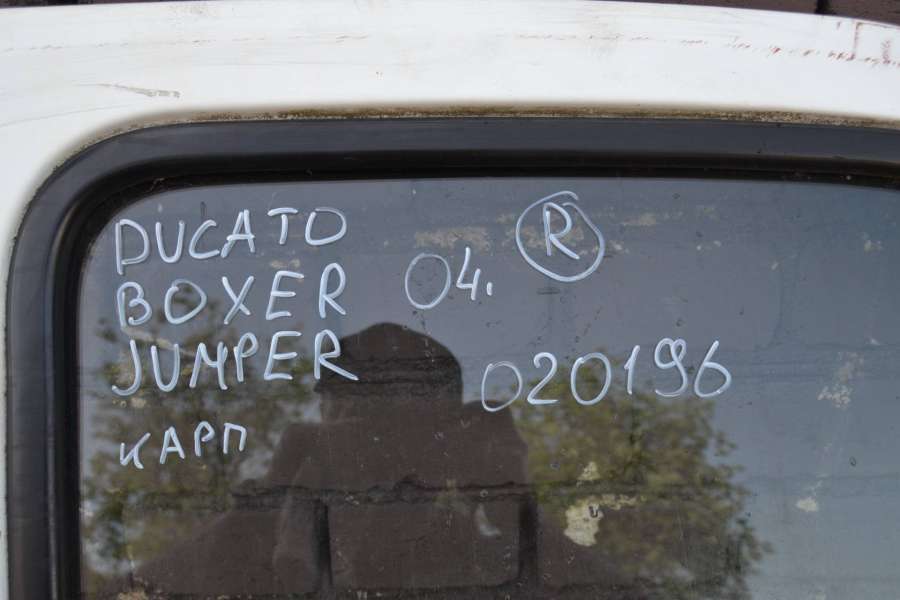 DUCATO
BOXER 04. R
JUMPER 020196
КАРП